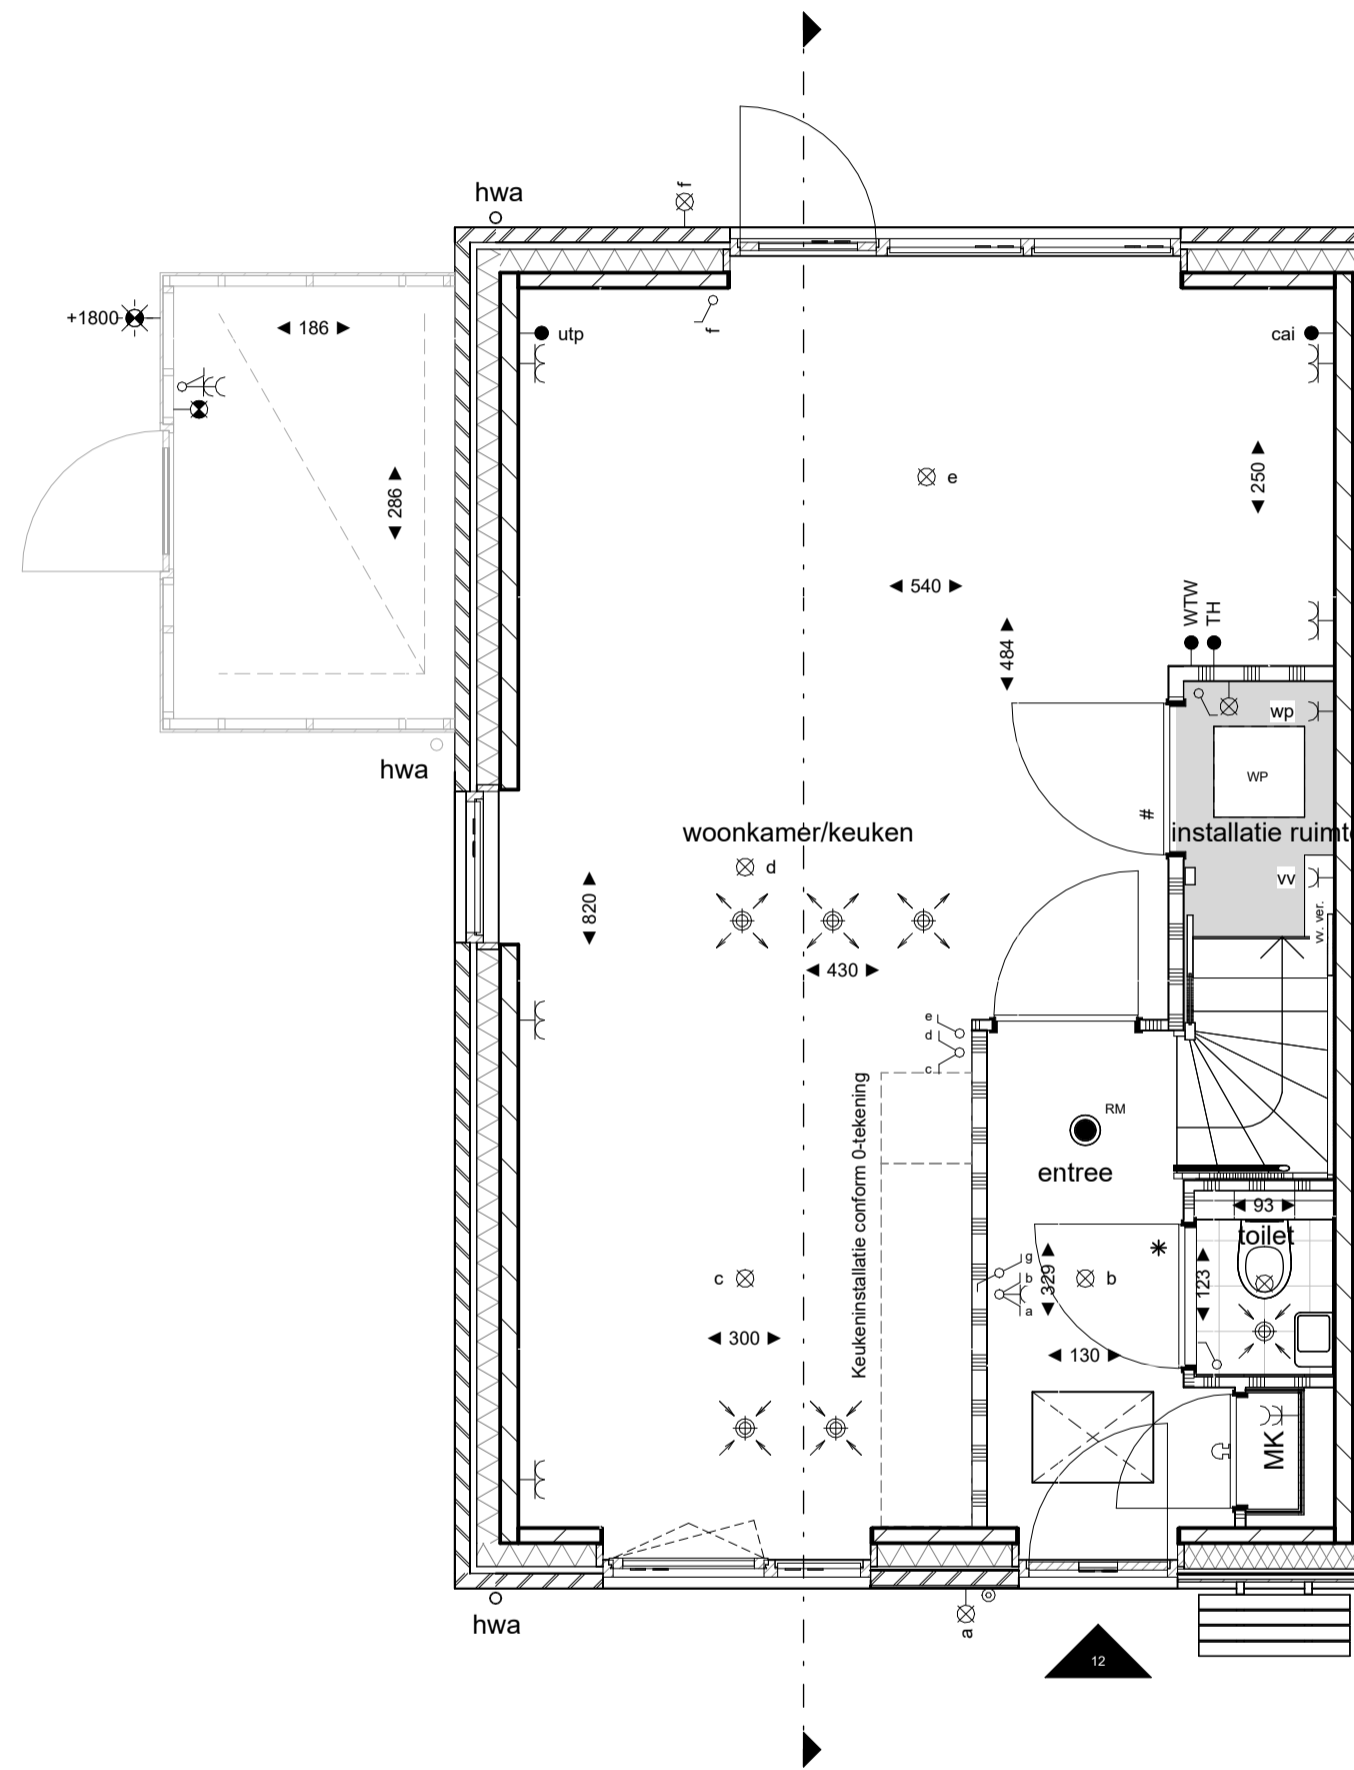 f
hwa
f
+1800
186
utp
cai
286
e
250
540
WTW
TH
484
wp
WP
hwa
#
woonkamer/keuken
installatie ruimt
d
vv
820
vv. ver.
430
e
d
c
Keukeninstallatie conform 0-tekening
RM
entree
93
toilet
g
b
a
329
c
b
123
300
130
MK
hwa
a
12